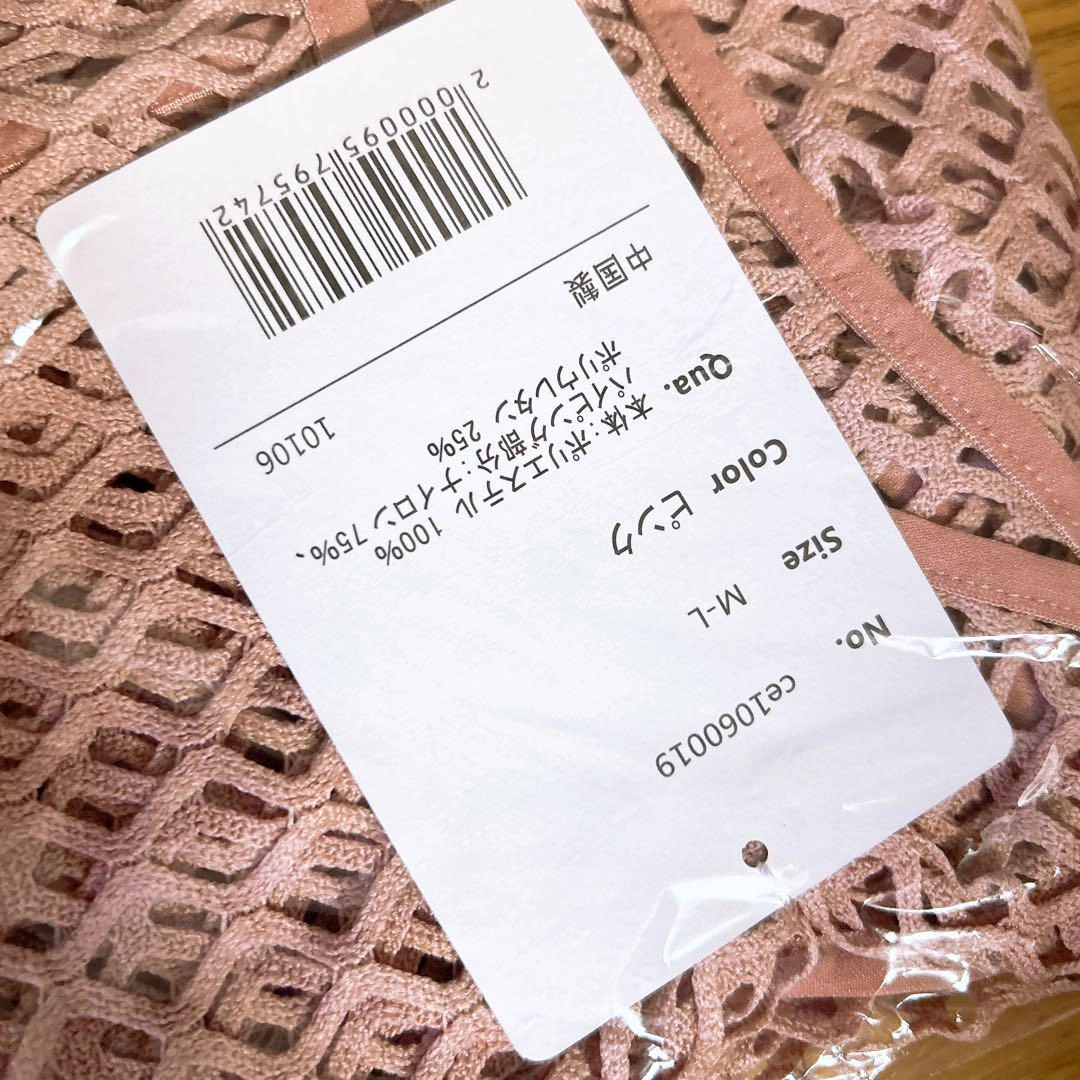 No. ce1060019
Size M-L
Color ピンク
Qua. 本体:ポリエステル 100%
パイピング部分:ナイロン75%、
ポリウレタン 25%
中国製
10106
2000095795742